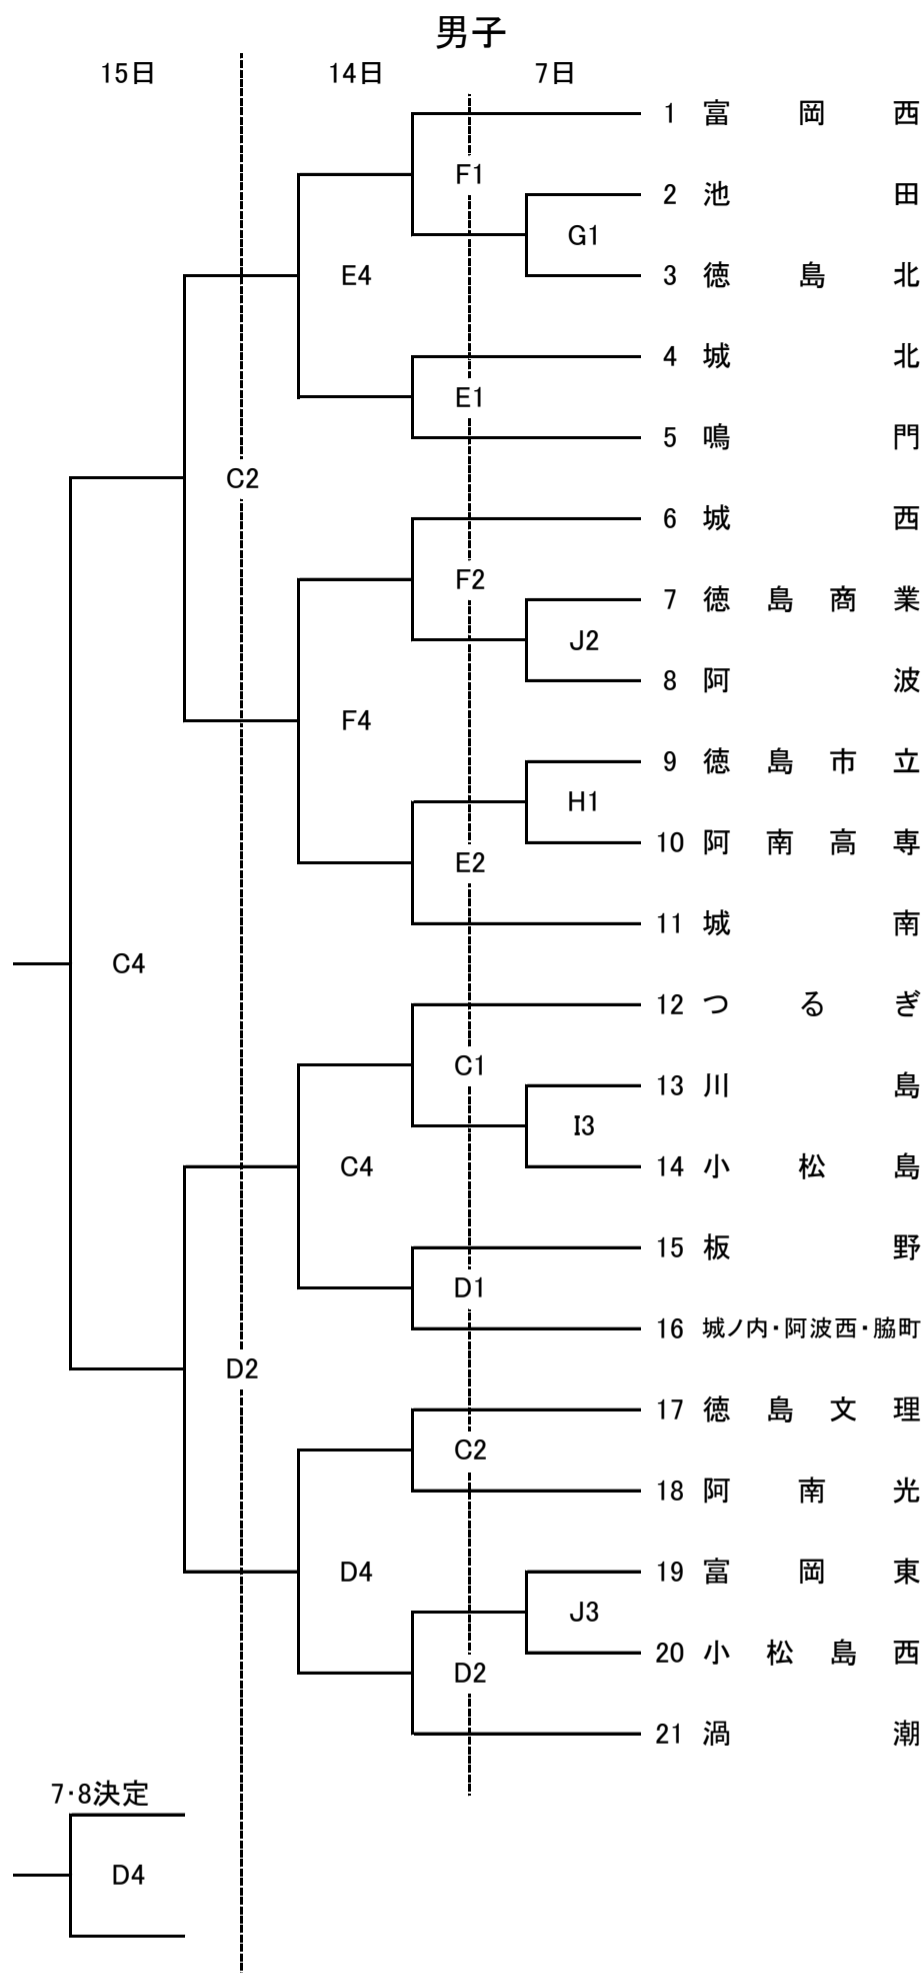 男子
15日 14日 7日
1 富岡西
F1
2 池田
G1
3 徳島北
E4
4 城北
E1
5 鳴門
C2
6 城西
F2
7 徳島商業
J2
8 阿波
F4
9 徳島市立
H1
10 阿南高専
E2
11 城南
C4
12 つるぎ
C1
13 川島
I3
14 小松島
C4
15 板野
D1
16 城ノ内・阿波西・脇町
D2
17 徳島文理
C2
18 阿南光
D4
19 富岡東
J3
20 小松島西
D2
21 渦潮
7・8決定
D4